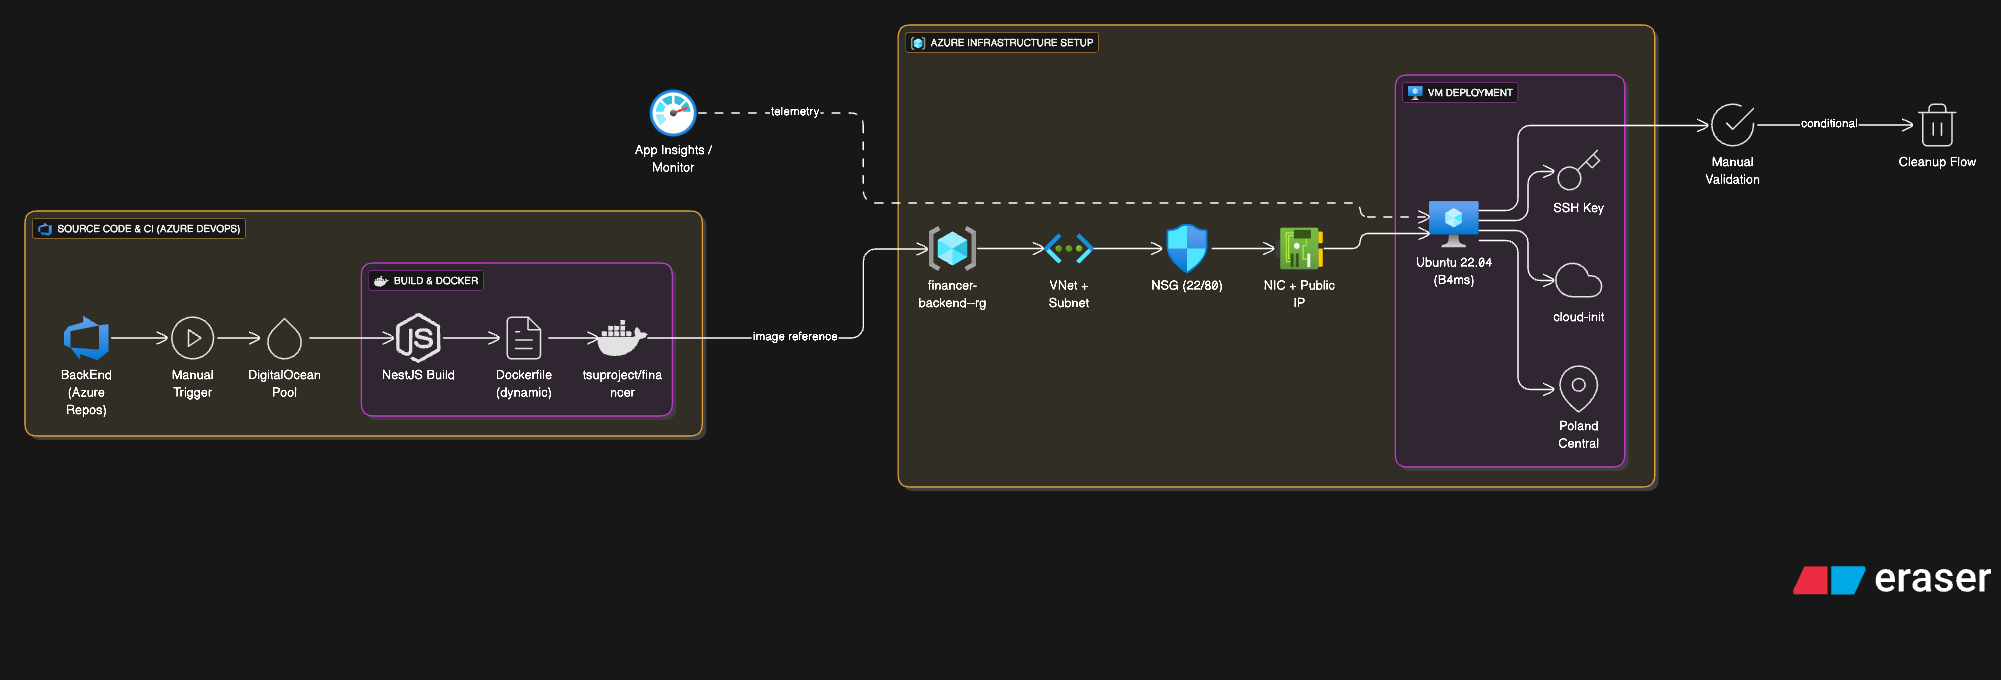 AZURE INFRASTRUCTURE SETUP
VM DEPLOYMENT
telemetry
App Insights /
Monitor
conditional
Manual
Validation
Cleanup Flow
SSH Key
SOURCE CODE & CI (AZURE DEVOPS)
BUILD & DOCKER
financer-
backend--rg
VNet +
Subnet
NSG (22/80)
NIC + Public
IP
Ubuntu 22.04
(B4ms)
cloud-init
image reference
BackEnd
(Azure
Repos)
Manual
Trigger
DigitalOcean
Pool
JS
NestJS Build
Dockerfile
(dynamic)
tsuproject/fina
ncer
Poland
Central
eraser